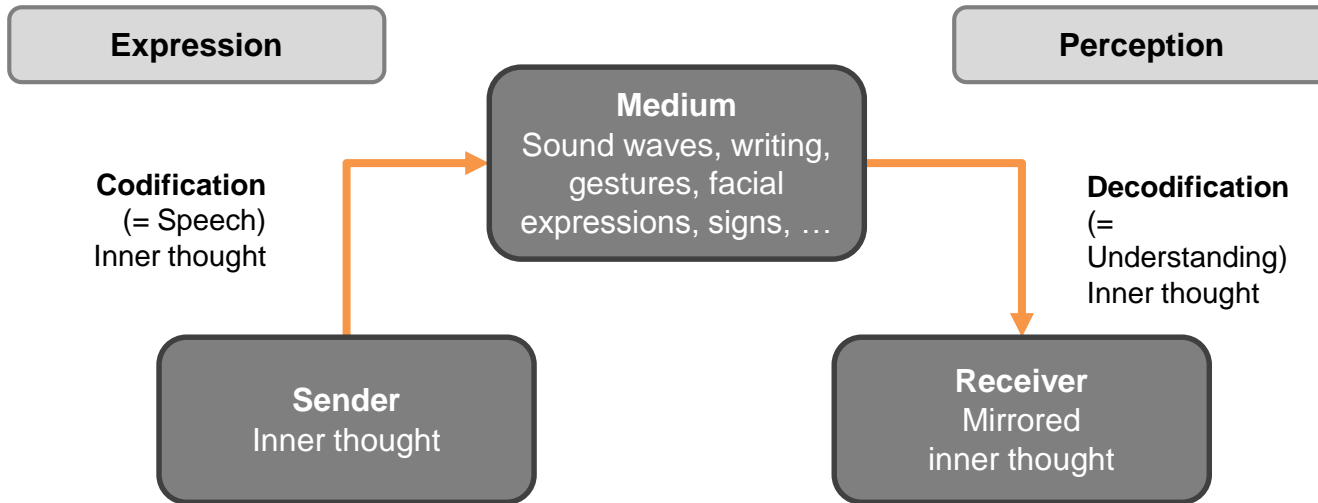 Expression
Perception
Medium
Sound waves, writing,
gestures, facial
expressions, signs, …
Codification
(= Speech)
Inner thought
Decodification
(=
Understanding)
Inner thought
Sender
Inner thought
Receiver
Mirrored
inner thought